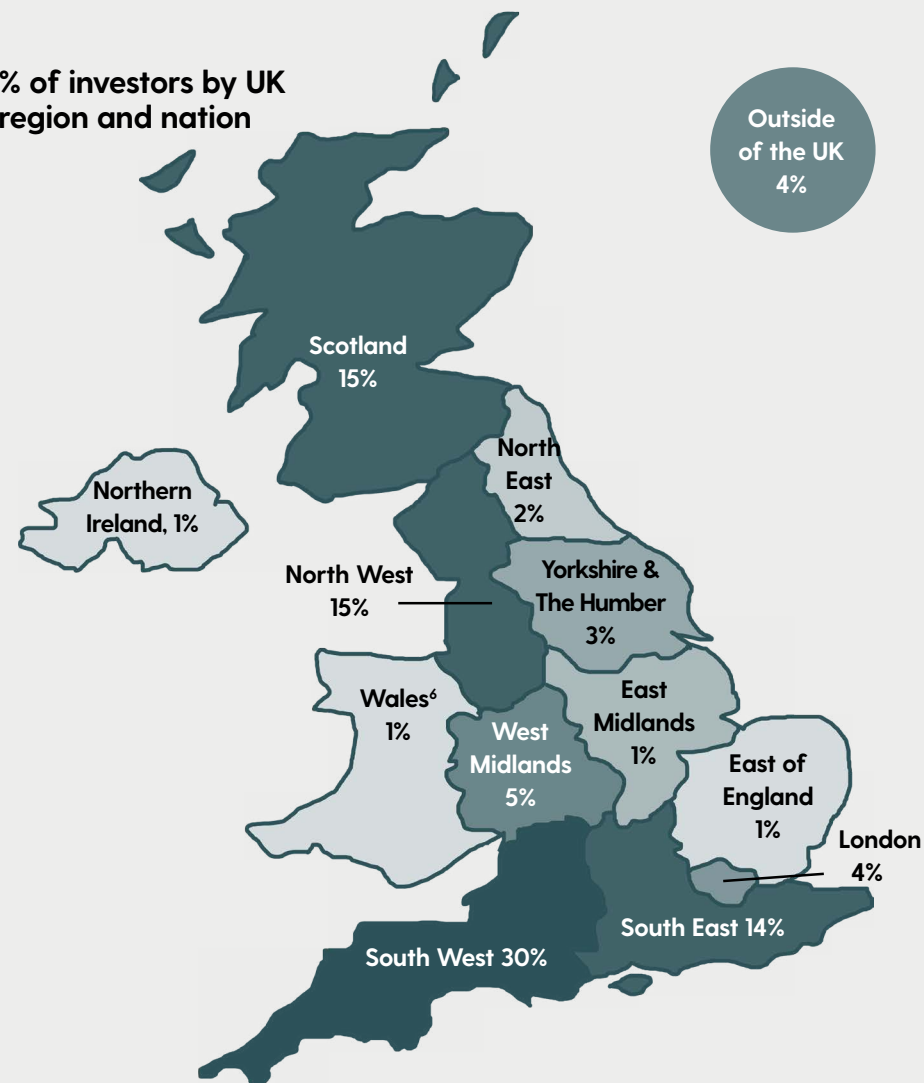 % of investors by UK
region and nation
Outside
of the UK
4%
Scotland
15%
North
East
2%
Northern
Ireland, 1%
North West
15%
Yorkshire &
The Humber
3%
Wales⁶
1%
East
Midlands
1%
West
Midlands
5%
East of
England
1%
London
4%
South East 14%
South West 30%